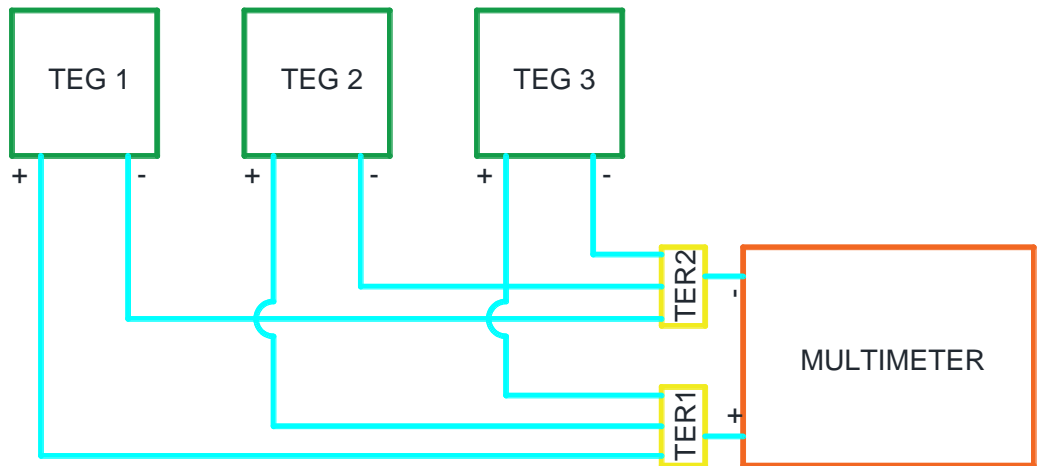 TEG 1
TEG 2
TEG 3
+
-
+
-
+
-
TER2
-
MULTIMETER
TER1
+